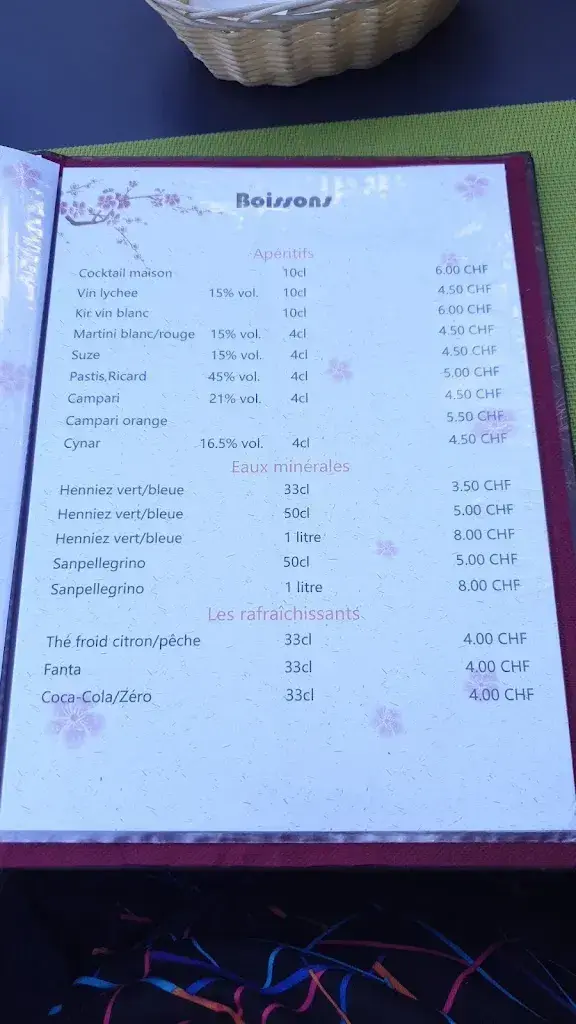 Boissons
Apéritifs
Cocktail maison 10cl 6.00 CHF
Vin lychee 15% vol. 10cl 4.50 CHF
Kir vin blanc 10cl 6.00 CHF
Martini blanc/rouge 15% vol. 4cl 4.50 CHF
Suze 15% vol. 4cl 4.50 CHF
Pastis,Ricard 45% vol. 4cl 5.00 CHF
Campari 21% vol. 4cl 4.50 CHF
Campari orange 5.50 CHF
Cynar 16.5% vol. 4cl 4.50 CHF
Eaux minérales
Henniez vert/bleue 33cl 3.50 CHF
Henniez vert/bleue 50cl 5.00 CHF
Henniez vert/bleue 1 litre 8.00 CHF
Sanpellegrino 50cl 5.00 CHF
Sanpellegrino 1 litre 8.00 CHF
Les rafraîchissants
Thé froid citron/pêche 33cl 4.00 CHF
Fanta 33cl 4.00 CHF
Coca-Cola/Zéro 33cl 4.00 CHF